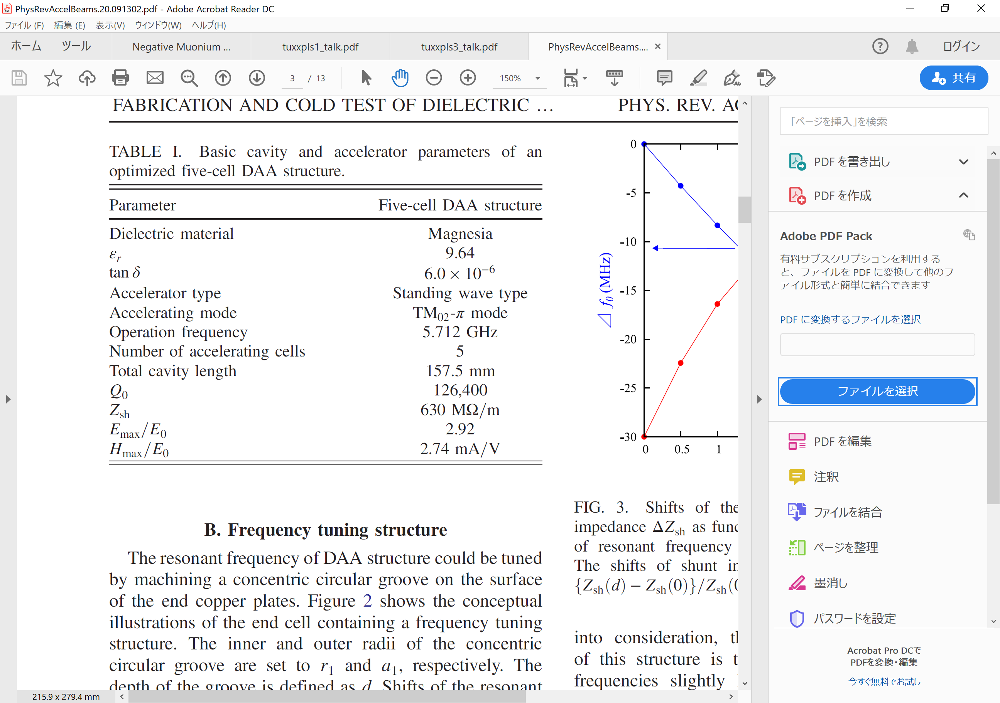 PhysRevAccelBeams.20.091302.pdf - Adobe Acrobat Reader DC
ファイル (F) 編集 (E) 表示(V) ウィンドウ(W) ヘルプ(H)
ホーム ツール Negative Muonium ... tuxxpls1_talk.pdf tuxxpls3_talk.pdf PhysRevAccelBeams.... × ログイン
3 / 13 150% 共有
FABRICATION AND COLD TEST OF DIELECTRIC …
TABLE I. Basic cavity and accelerator parameters of an
optimized five-cell DAA structure.
Parameter Five-cell DAA structure
Dielectric material Magnesia
εr 9.64
tan δ 6.0 × 10−6
Accelerator type Standing wave type
Accelerating mode TM02-π mode
Operation frequency 5.712 GHz
Number of accelerating cells 5
Total cavity length 157.5 mm
Q0 126,400
Zsh 630 MΩ/m
Emax/E0 2.92
Hmax/E0 2.74 mA/V
B. Frequency tuning structure
The resonant frequency of DAA structure could be tuned
by machining a concentric circular groove on the surface
of the end copper plates. Figure 2 shows the conceptual
illustrations of the end cell containing a frequency tuning
structure. The inner and outer radii of the concentric
circular groove are set to r1 and a1, respectively. The
depth of the groove is defined as d. Shifts of the resonant
PHYS. REV. AC
0
-5
-10
-15
-20
-25
-30
△ f0 (MHz)
0 0.5 1
FIG. 3. Shifts of the
impedance ΔZsh as func
of resonant frequency
The shifts of shunt in
{Zsh(d) − Zsh(0)}/Zsh(0
into consideration, th
of this structure is t
frequencies slightly
215.9 x 279.4 mm
「ページを挿入」を検索
PDF を書き出し
PDF を作成
Adobe PDF Pack
有料サブスクリプションを利用する
と、ファイルを PDF に変換して他のフ
ァイル形式と簡単に結合できます
PDF に変換するファイルを選択
ファイルを選択
PDF を編集
注釈
ファイルを結合
ページを整理
墨消し
パスワードを設定
Acrobat Pro DCで
PDFを変換・編集
今すぐ無料でお試し